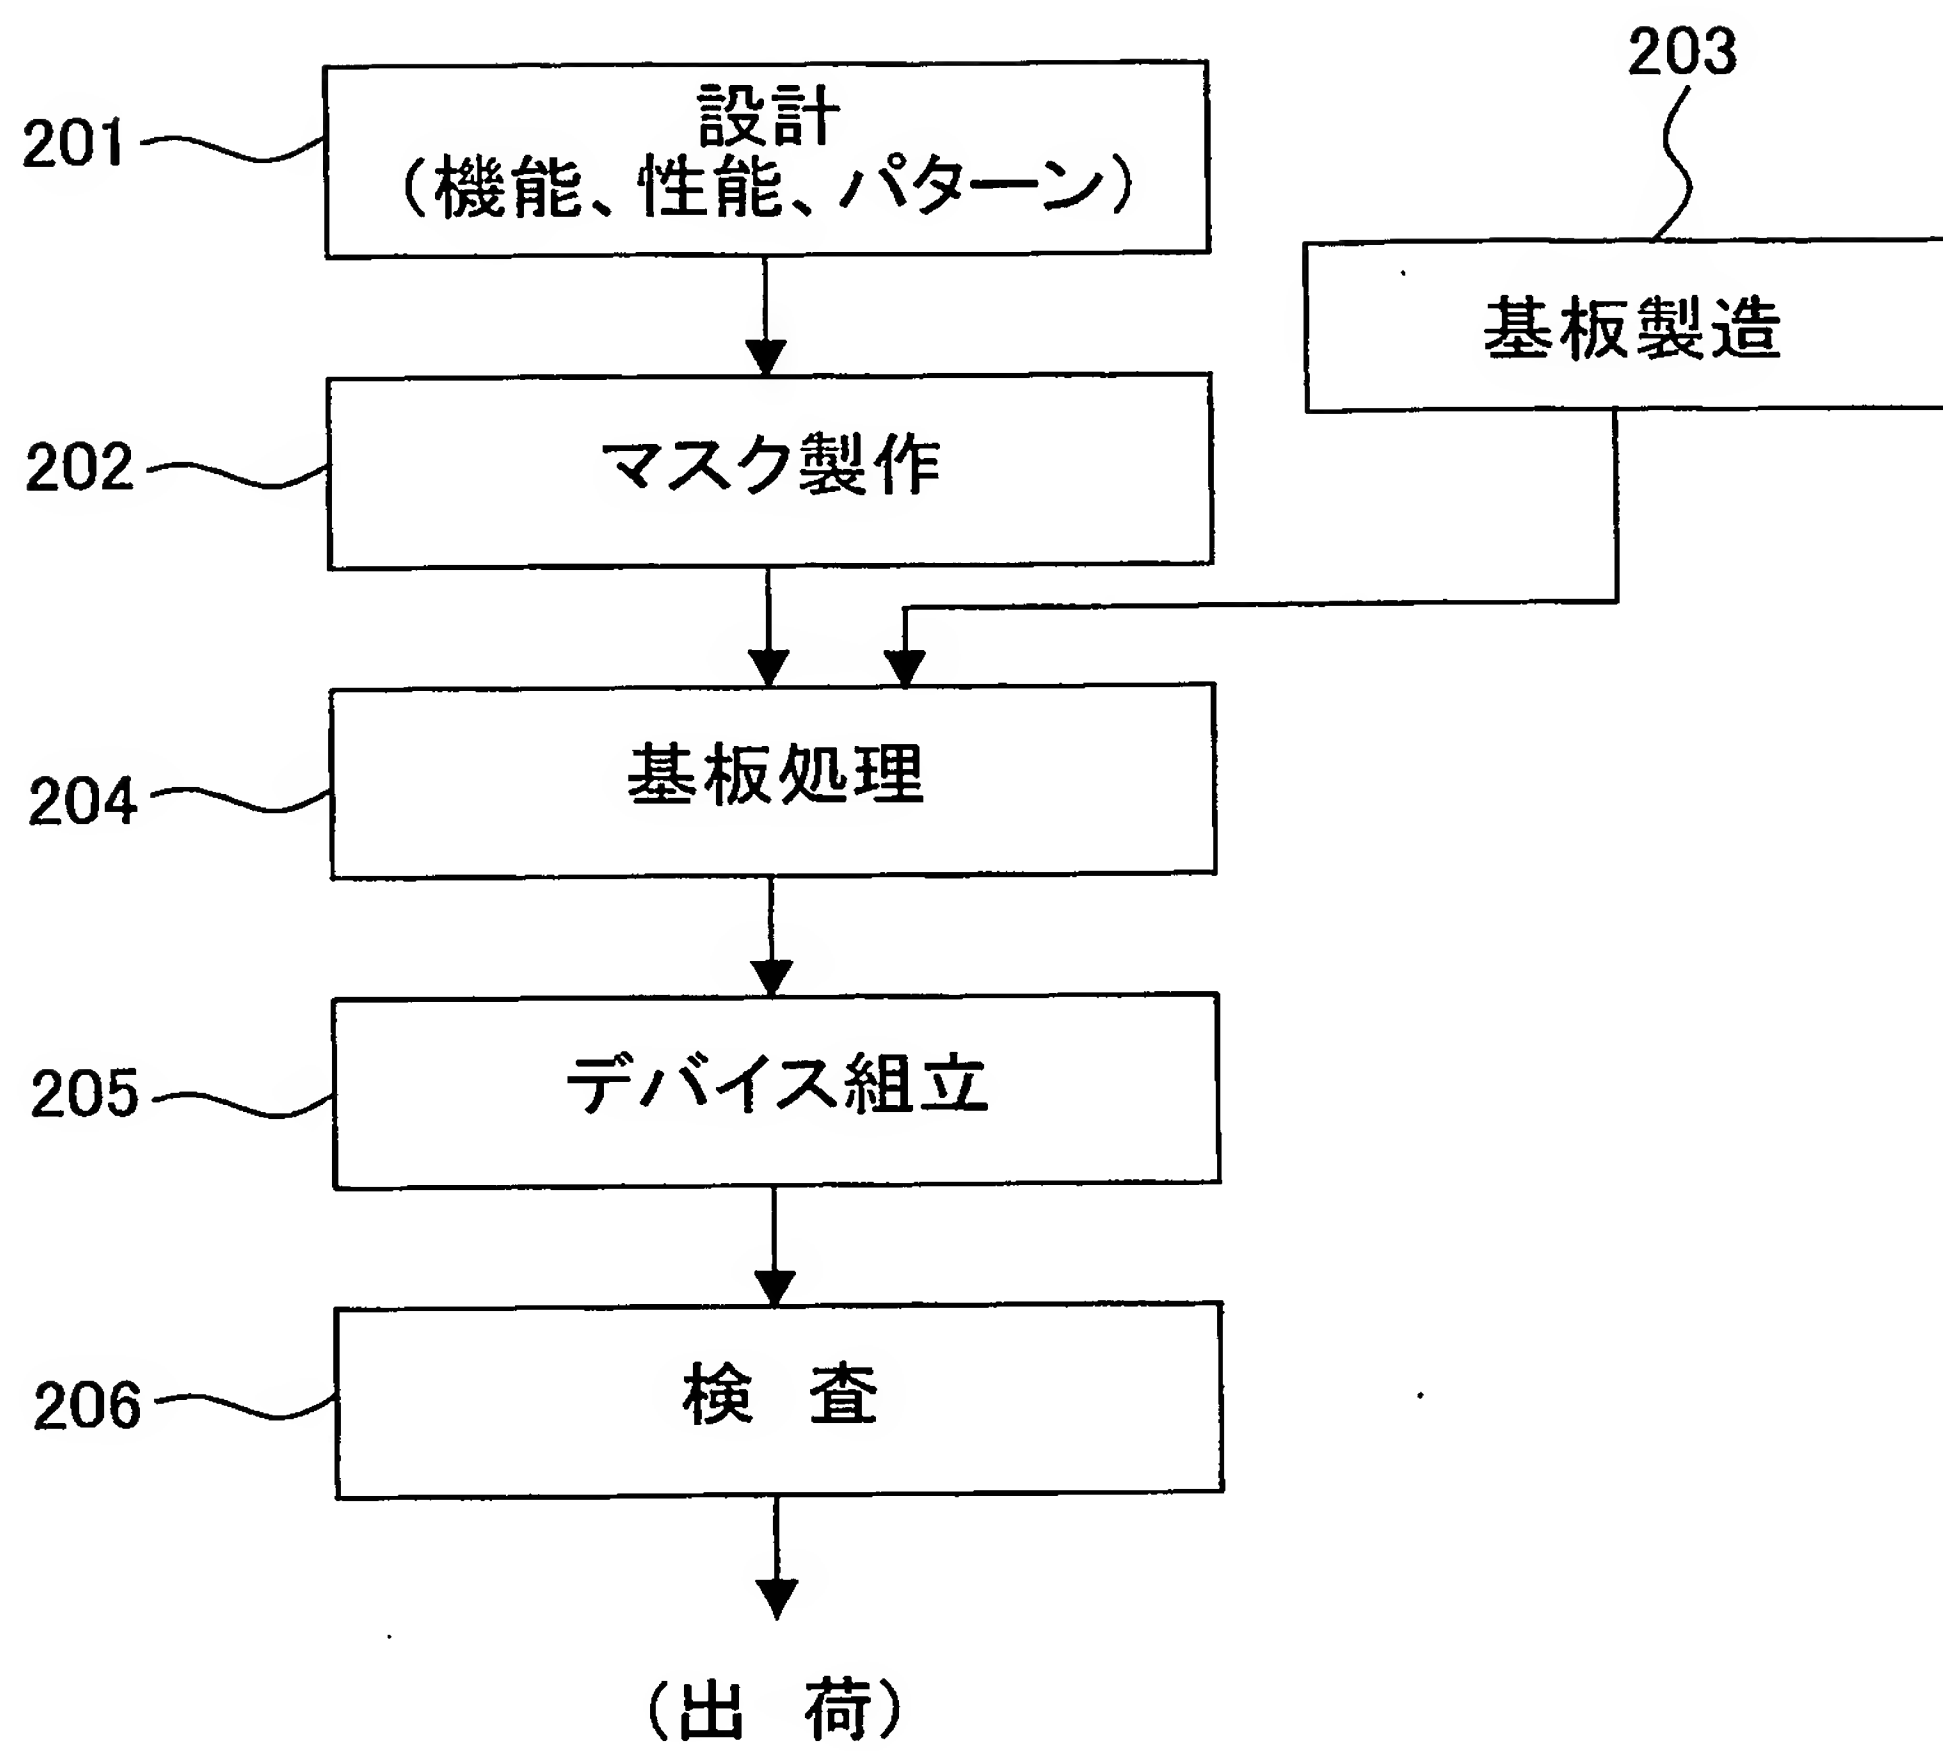 203
201
設計
(機能、性能、パターン)
基板製造
202
マスク製作
204
基板処理
205
デバイス組立
206
検 査
(出 荷)